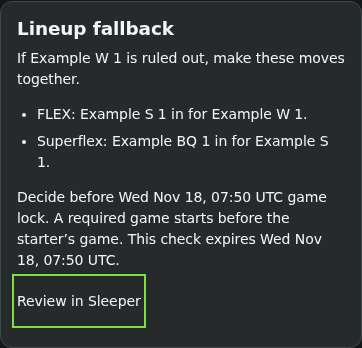 Lineup fallback
If Example W 1 is ruled out, make these moves
together.
• FLEX: Example S 1 in for Example W 1.
• Superflex: Example BQ 1 in for Example S
1.
Decide before Wed Nov 18, 07:50 UTC game
lock. A required game starts before the
starter’s game. This check expires Wed Nov
18, 07:50 UTC.
Review in Sleeper